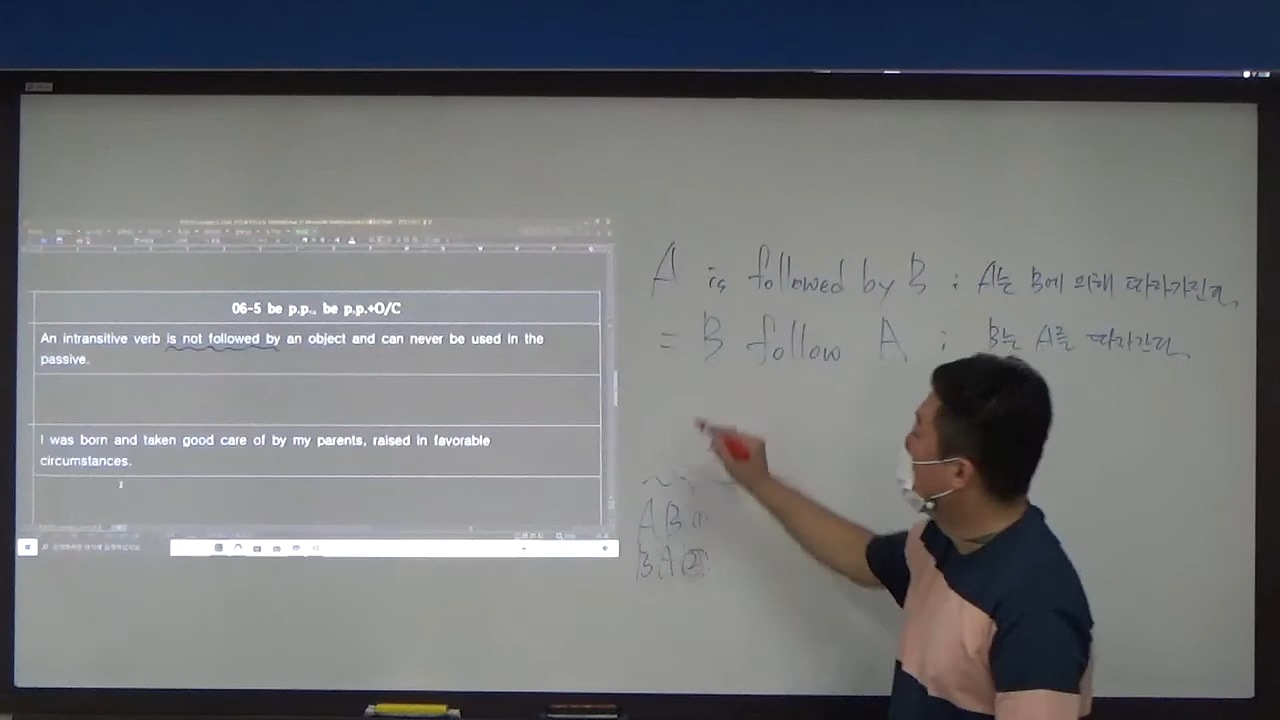 06-5 be p.p., be p.p.+O/C
An intransitive verb is not followed by an object and can never be used in the
passive.
I was born and taken good care of by my parents, raised in favorable
circumstances.
A is followed by B : A는 B에 의해 따라가진다.
= B follow A : B는 A를 따라간다.
A B (1)
B A (2)